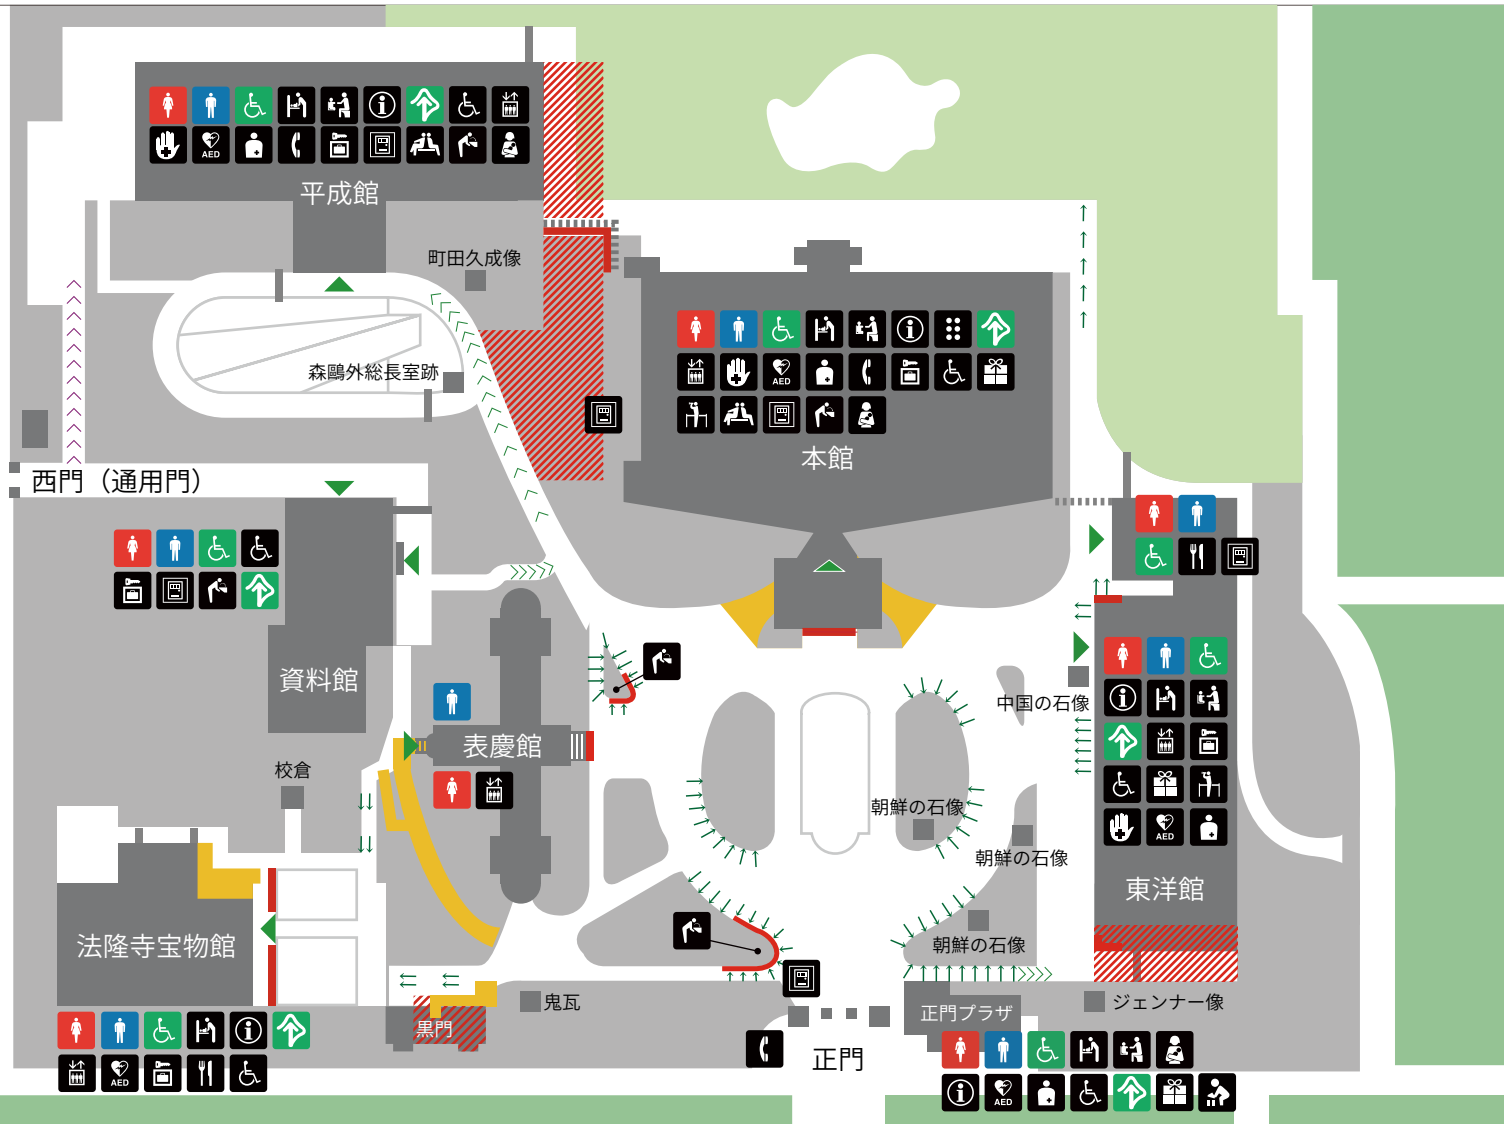 AED
平成館
町田久成像
森鷗外総長室跡
AED
本館
西門（通用門）
資料館
中国の石像
表慶館
校倉
朝鮮の石像
AED
朝鮮の石像
東洋館
法隆寺宝物館
朝鮮の石像
鬼瓦
ジェンナー像
正門プラザ
黒門
正門
AED
AED